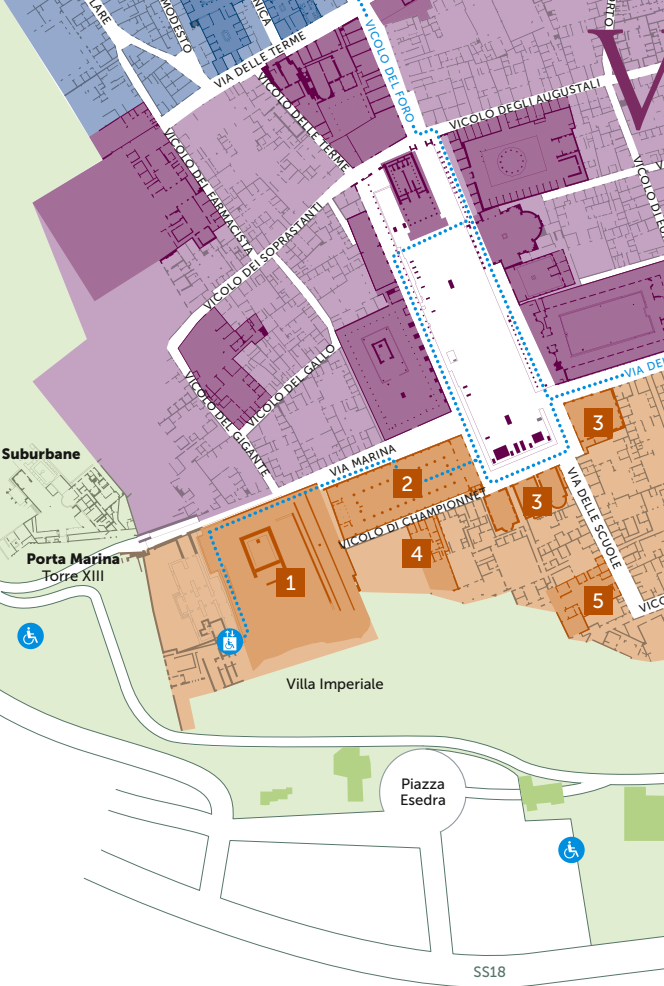 MODESTO
VIA DELLE TERME
VICOLO DEL FORO
VICOLO DELLE TERME
VICOLO DEGLI AUGUSTALI
VICOLO DEL FARMACISTA
VICOLO DEI SOPRASTANTI
VICOLO DEL GALLO
VICOLO DEL GIGANTE
VIA MARINA
3
Suburbane
2
3
VICOLO DI CHAMPIONNET
VIA DELLE SCUOLE
4
Porta Marina
Torre XIII
1
5
Villa Imperiale
Piazza
Esedra
SS18